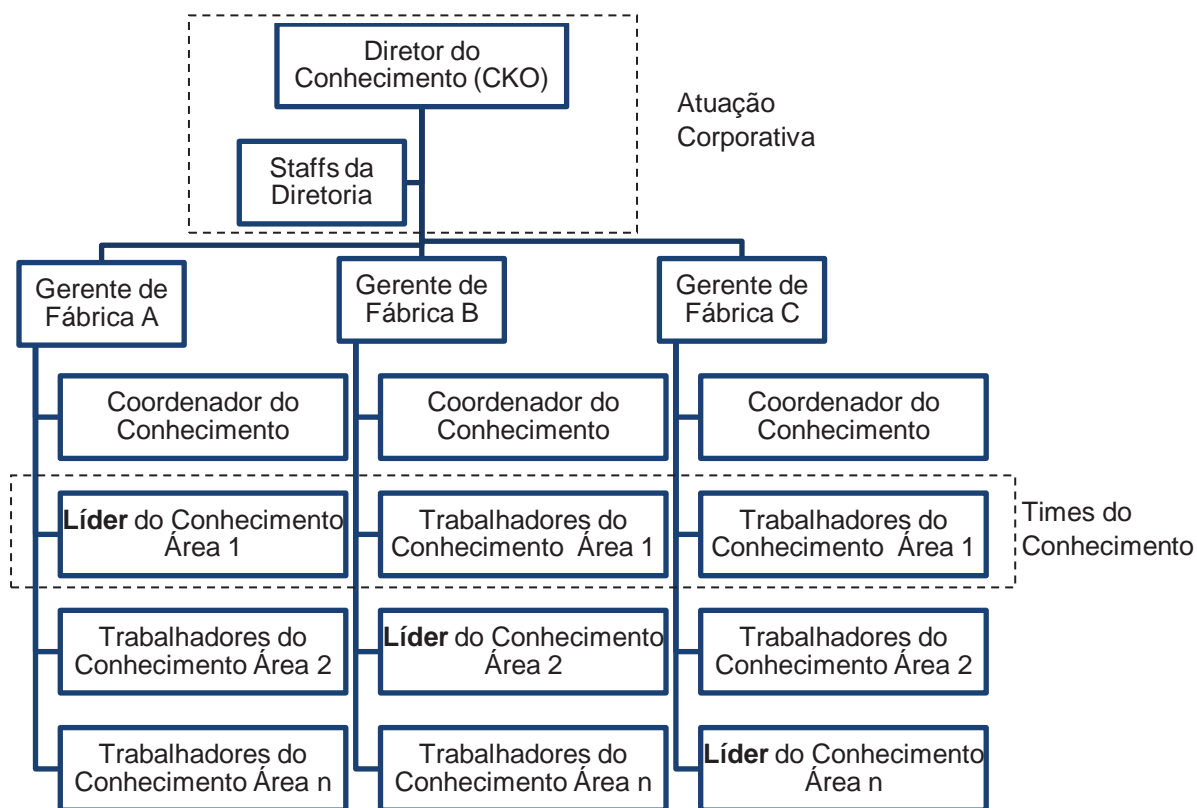 Diretor do
Conhecimento (CKO)
Atuação
Corporativa
Staffs da
Diretoria
Gerente de
Fábrica A
Gerente de
Fábrica B
Gerente de
Fábrica C
Coordenador do
Conhecimento
Coordenador do
Conhecimento
Coordenador do
Conhecimento
Líder do Conhecimento
Área 1
Trabalhadores do
Conhecimento Área 1
Trabalhadores do
Conhecimento Área 1
Times do
Conhecimento
Trabalhadores do
Conhecimento Área 2
Líder do Conhecimento
Área 2
Trabalhadores do
Conhecimento Área 2
Trabalhadores do
Conhecimento Área n
Trabalhadores do
Conhecimento Área n
Líder do Conhecimento
Área n